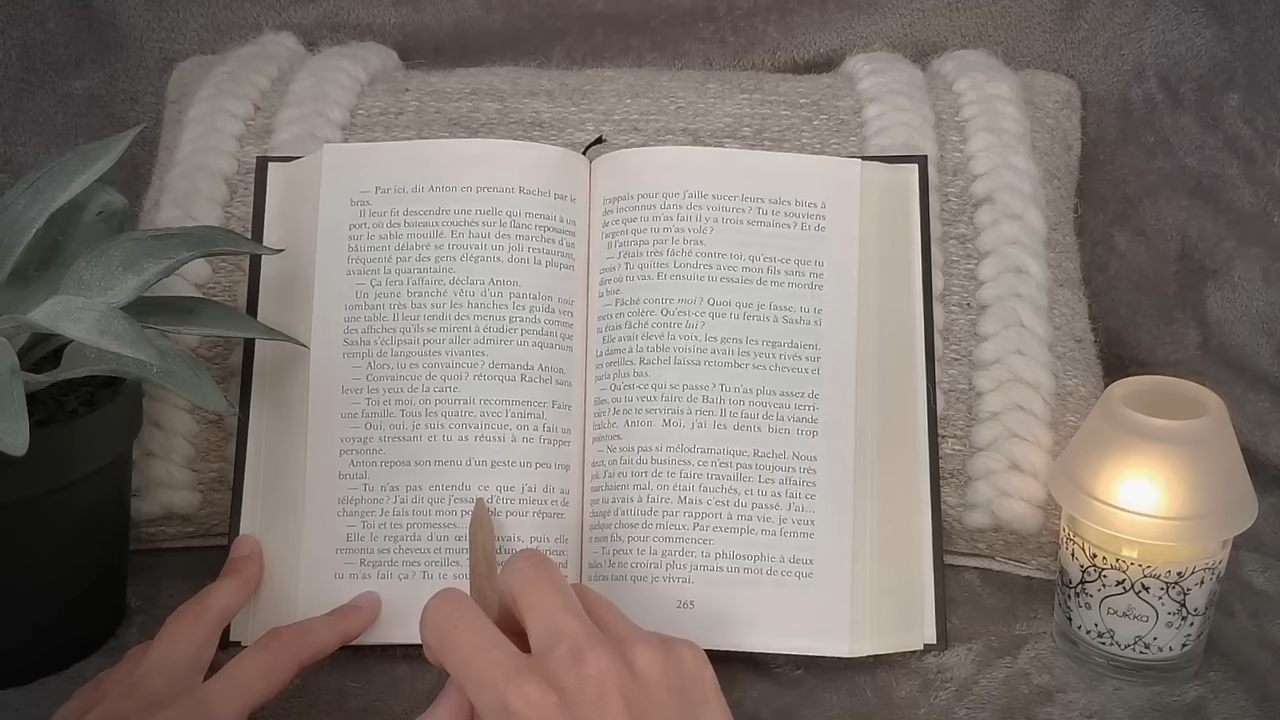 — Par ici, dit Anton en prenant Rachel par le
bras.
Il leur fit descendre une ruelle qui menait à un
port, où des bateaux couchés sur le flanc reposaient
sur le sable mouillé. En haut des marches d'un
bâtiment délabré se trouvait un joli restaurant,
fréquenté par des gens élégants, dont la plupart
avaient la quarantaine.
— Ça fera l'affaire, déclara Anton.
Un jeune branché vêtu d'un pantalon noir
tombant très bas sur les hanches les guida vers
une table. Il leur tendit des menus grands comme
des affiches qu'ils se mirent à étudier pendant que
Sasha s'éclipsait pour aller admirer un aquarium
rempli de langoustes vivantes.
— Alors, tu es convaincue ? demanda Anton.
— Convaincue de quoi ? rétorqua Rachel sans
lever les yeux de la carte.
— Toi et moi, on pourrait recommencer. Faire
une famille. Tous les quatre, avec l'animal.
— Oui, oui, je suis convaincue, on a fait un
voyage stressant et tu as réussi à ne frapper
personne.
Anton reposa son menu d'un geste un peu trop
brutal.
— Tu n'as pas entendu ce que j'ai dit au
téléphone ? J'ai dit que j'essaie d'être mieux et de
changer. Je fais tout mon possible pour réparer.
— Toi et tes promesses…
Elle le regarda d'un œil mauvais, puis elle
remonta ses cheveux et mur d'un furieux:
— Regarde mes oreilles.
tu m'as fait ça ? Tu te sou
frappais pour que j'aille sucer leurs sales bites à
des inconnus dans des voitures ? Tu te souviens
de ce que tu m'as fait il y a trois semaines ? Et de
l'argent que tu m'as volé ?
Il l'attrapa par le bras.
— J'étais très fâché contre toi, qu'est-ce que tu
crois ? Tu quittes Londres avec mon fils sans me
dire où tu vas. Et ensuite tu essaies de me mordre
la bite.
— Fâché contre moi ? Quoi que je fasse, tu te
mets en colère. Qu'est-ce que tu ferais à Sasha si
tu étais fâché contre lui ?
Elle avait élevé la voix, les gens les regardaient.
La dame à la table voisine avait les yeux rivés sur
ses oreilles. Rachel laissa retomber ses cheveux et
parla plus bas.
— Qu'est-ce qui se passe ? Tu n'as plus assez de
filles, ou tu veux faire de Bath ton nouveau terri-
toire ? Je ne te servirais à rien. Il te faut de la viande
fraîche, Anton. Moi, j'ai les dents bien trop
pointues.
— Ne sois pas si mélodramatique, Rachel. Nous
deux, on fait du business, ce n'est pas toujours très
joli. J'ai eu tort de te faire travailler. Les affaires
marchaient mal, on était fauchés, et tu as fait ce
que tu avais à faire. Mais c'est du passé. J'ai…
changé d'attitude par rapport à ma vie, je veux
quelque chose de mieux. Par exemple, ma femme
et mon fils, pour commencer.
— Tu peux te la garder, ta philosophie à deux
balles ! Je ne croirai plus jamais un mot de ce que
tu diras tant que je vivrai.
265
pukka